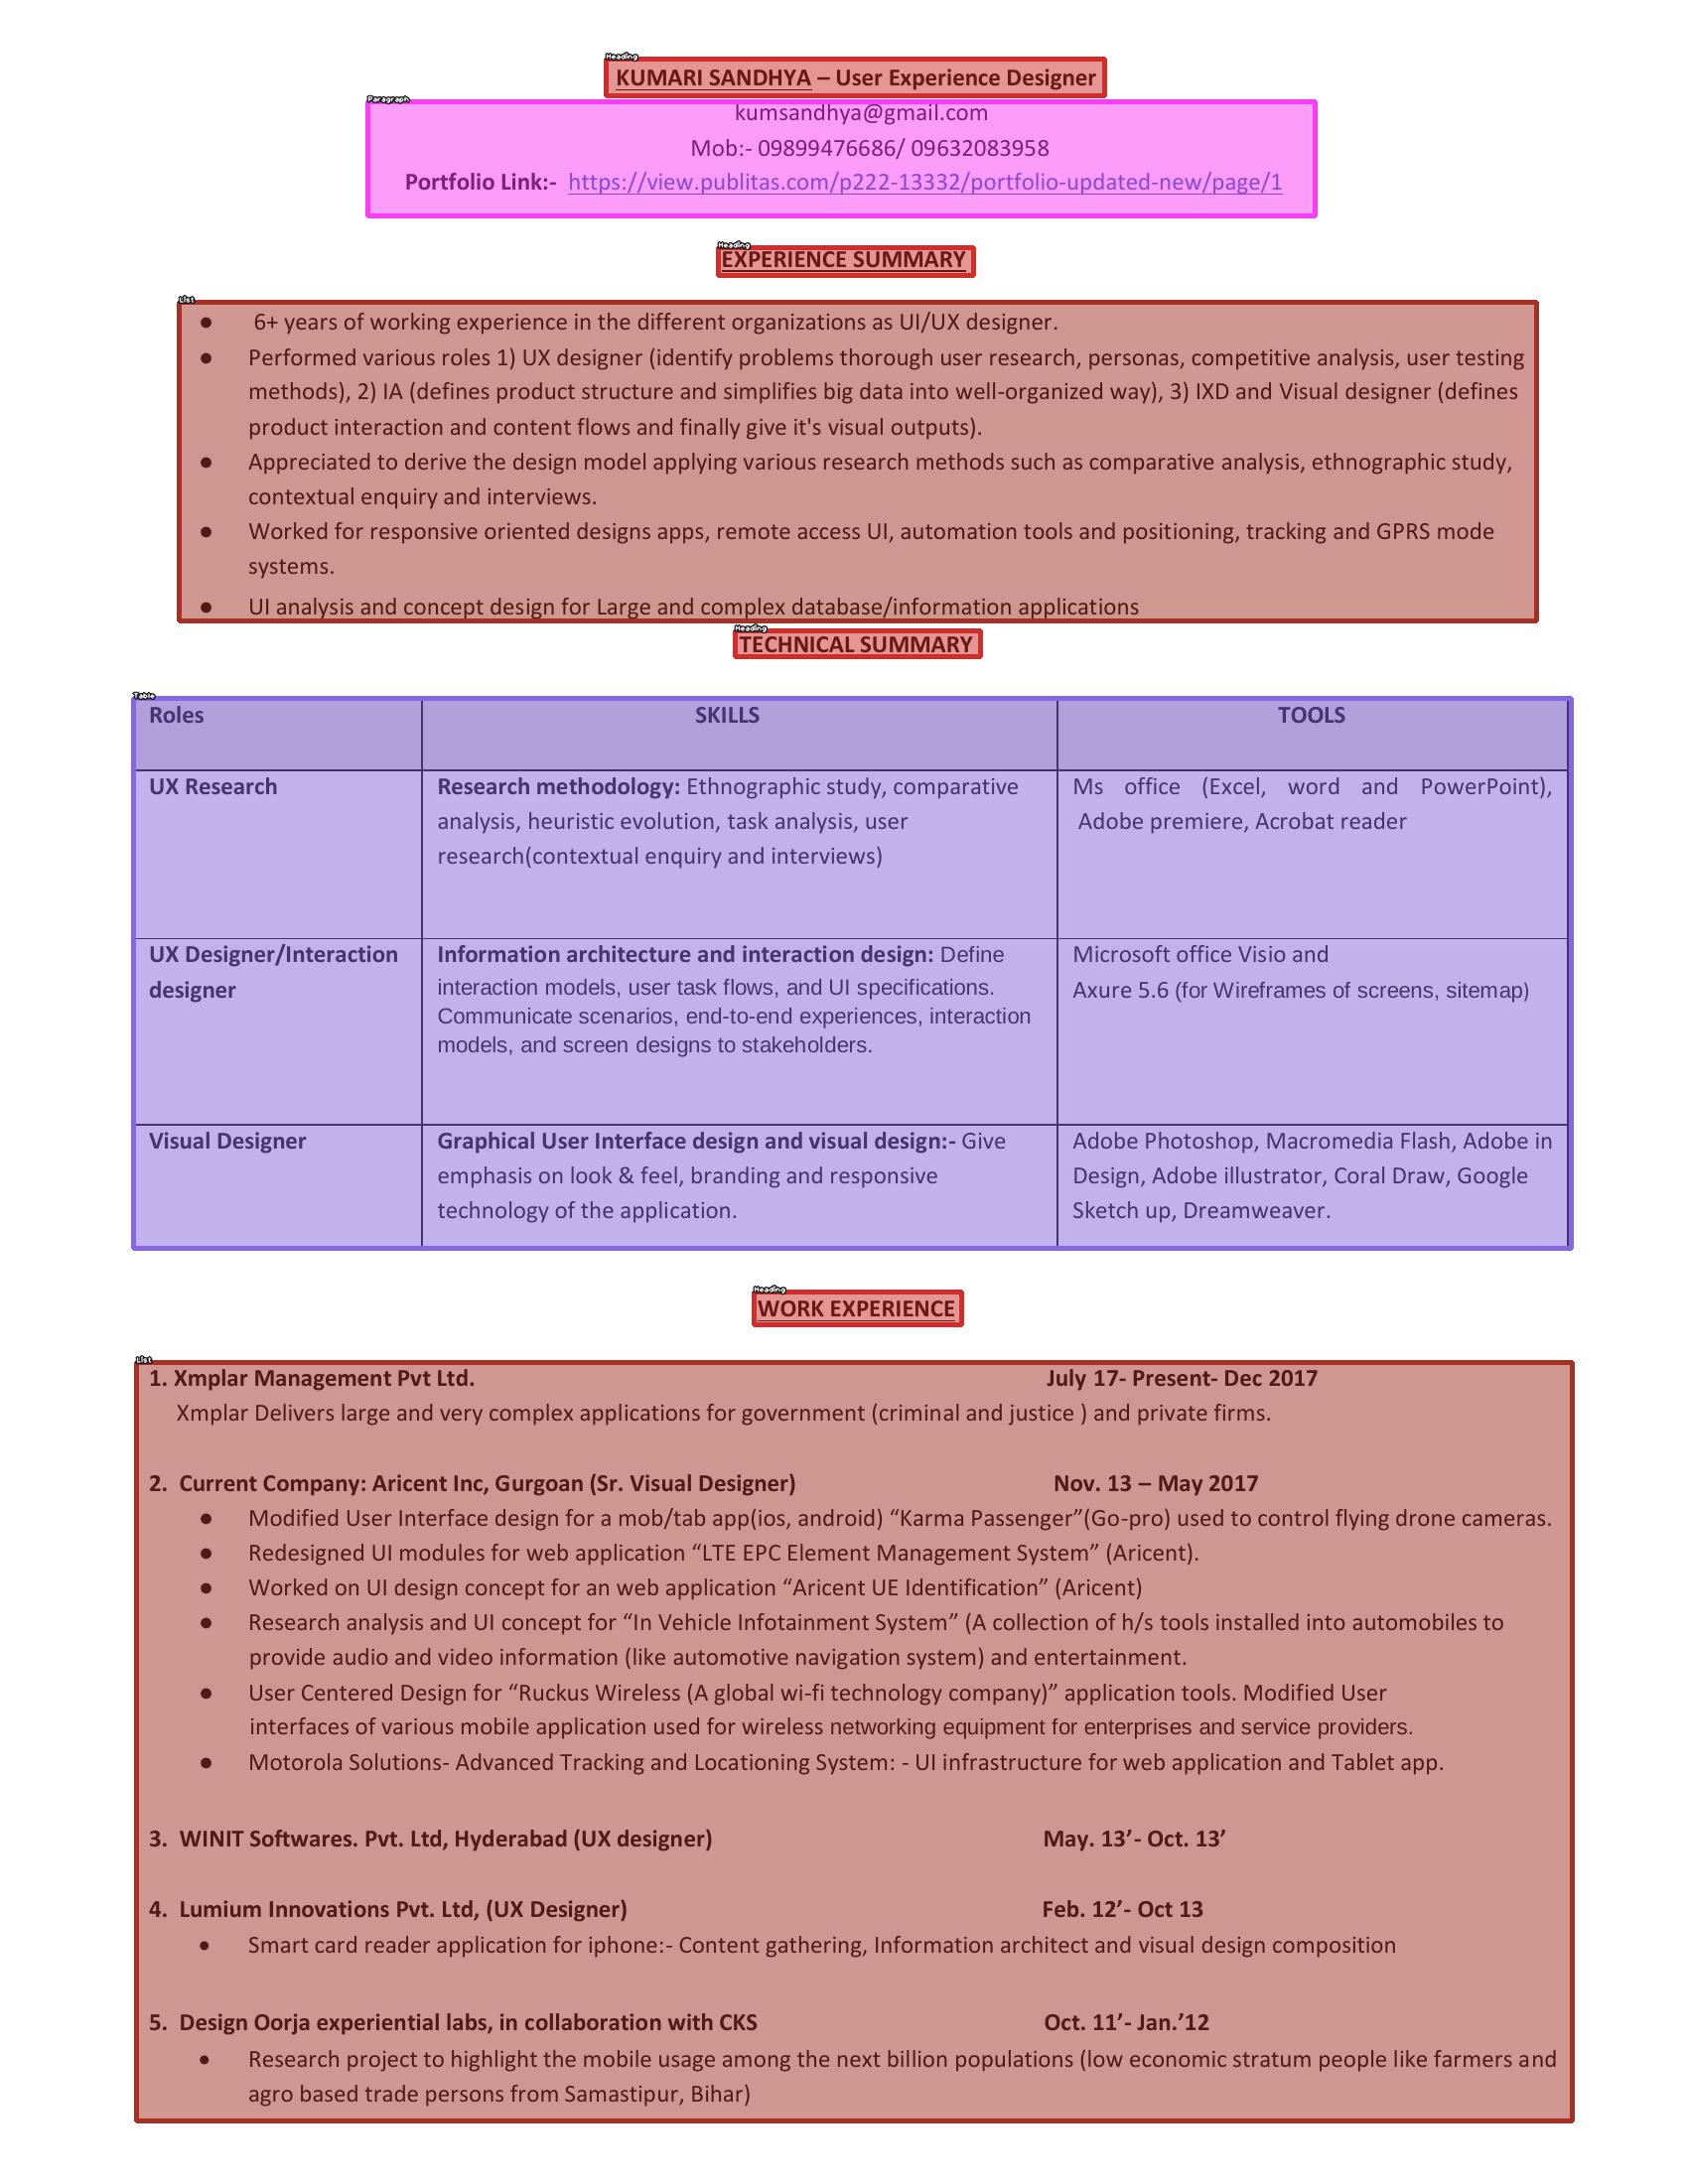 Heading
KUMARI SANDHYA – User Experience Designer
Paragraph
kumsandhya@gmail.com
Mob:- 09899476686/ 09632083958
Portfolio Link:- https://view.publitas.com/p222-13332/portfolio-updated-new/page/1
Heading
EXPERIENCE SUMMARY
List
● 6+ years of working experience in the different organizations as UI/UX designer.
● Performed various roles 1) UX designer (identify problems thorough user research, personas, competitive analysis, user testing
methods), 2) IA (defines product structure and simplifies big data into well-organized way), 3) IXD and Visual designer (defines
product interaction and content flows and finally give it's visual outputs).
● Appreciated to derive the design model applying various research methods such as comparative analysis, ethnographic study,
contextual enquiry and interviews.
● Worked for responsive oriented designs apps, remote access UI, automation tools and positioning, tracking and GPRS mode
systems.
● UI analysis and concept design for Large and complex database/information applications
Heading
TECHNICAL SUMMARY
Table
Roles SKILLS TOOLS
UX Research
Research methodology: Ethnographic study, comparative
analysis, heuristic evolution, task analysis, user
research(contextual enquiry and interviews)
Ms office (Excel, word and PowerPoint),
Adobe premiere, Acrobat reader
UX Designer/Interaction
designer
Information architecture and interaction design: Define
interaction models, user task flows, and UI specifications.
Communicate scenarios, end-to-end experiences, interaction
models, and screen designs to stakeholders.
Microsoft office Visio and
Axure 5.6 (for Wireframes of screens, sitemap)
Visual Designer
Graphical User Interface design and visual design:- Give
emphasis on look & feel, branding and responsive
technology of the application.
Adobe Photoshop, Macromedia Flash, Adobe in
Design, Adobe illustrator, Coral Draw, Google
Sketch up, Dreamweaver.
Heading
WORK EXPERIENCE
List
1. Xmplar Management Pvt Ltd. July 17- Present- Dec 2017
Xmplar Delivers large and very complex applications for government (criminal and justice ) and private firms.
2. Current Company: Aricent Inc, Gurgoan (Sr. Visual Designer) Nov. 13 – May 2017
● Modified User Interface design for a mob/tab app(ios, android) “Karma Passenger”(Go-pro) used to control flying drone cameras.
● Redesigned UI modules for web application “LTE EPC Element Management System” (Aricent).
● Worked on UI design concept for an web application “Aricent UE Identification” (Aricent)
● Research analysis and UI concept for “In Vehicle Infotainment System” (A collection of h/s tools installed into automobiles to
provide audio and video information (like automotive navigation system) and entertainment.
● User Centered Design for “Ruckus Wireless (A global wi-fi technology company)” application tools. Modified User
interfaces of various mobile application used for wireless networking equipment for enterprises and service providers.
● Motorola Solutions- Advanced Tracking and Locationing System: - UI infrastructure for web application and Tablet app.
3. WINIT Softwares. Pvt. Ltd, Hyderabad (UX designer) May. 13’- Oct. 13’
4. Lumium Innovations Pvt. Ltd, (UX Designer) Feb. 12’- Oct 13
● Smart card reader application for iphone:- Content gathering, Information architect and visual design composition
5. Design Oorja experiential labs, in collaboration with CKS Oct. 11’- Jan.’12
● Research project to highlight the mobile usage among the next billion populations (low economic stratum people like farmers and
agro based trade persons from Samastipur, Bihar)